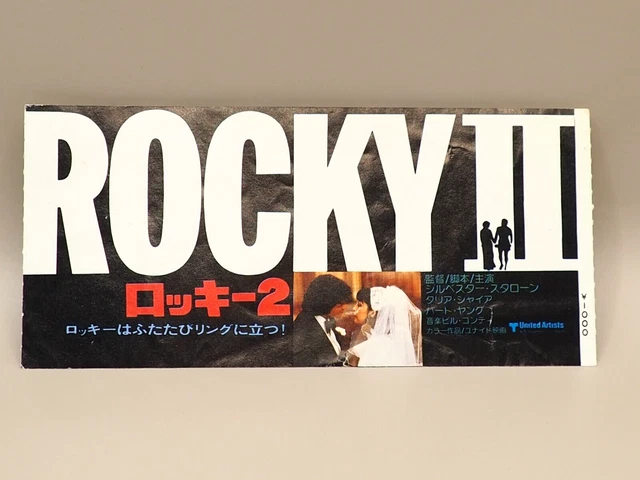 ROCKY II
ロッキー2
ロッキーはふたたびリングに立つ!
監督/脚本/主演
シルベスター・スタローン
タリア・シャイア
バート・ヤング
音楽ビル・コンティ
カラー作品/ユナイト映画
United Artists
¥1000